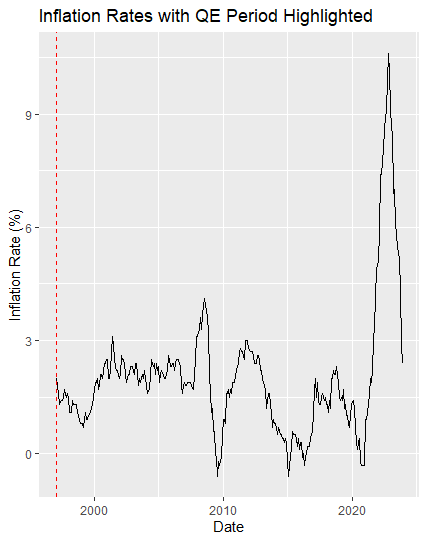 Inflation Rates with QE Period Highlighted
Inflation Rate (%)
9
6
3
0
2000
2010
2020
Date